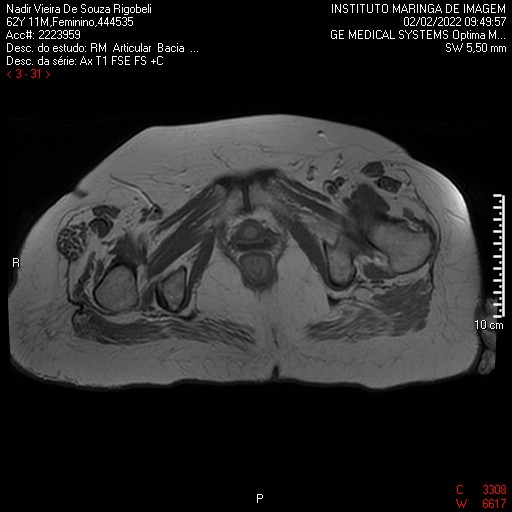 Nadir Vieira De Souza Rigobeli
62Y 11M,Feminino,444535
Acc#: 2223959
Desc. do estudo: RM Articular Bacia ...
Desc. da série: Ax T1 FSE FS +C
< 3 - 31 >
INSTITUTO MARINGA DE IMAGEM
02/02/2022 09:49:57
GE MEDICAL SYSTEMS Optima M...
SW 5,50 mm
R
10 cm
P
C 3308
W 6617